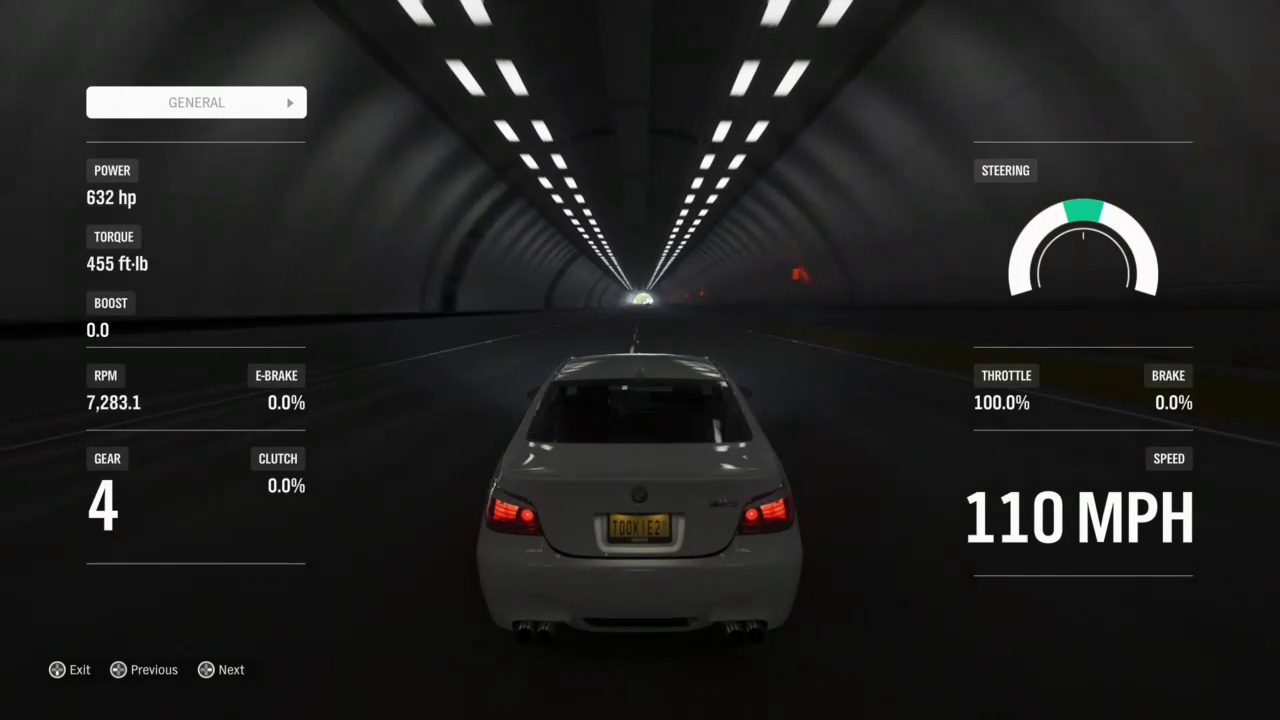 GENERAL
POWER
632 hp
TORQUE
455 ft·lb
BOOST
0.0
RPM
E-BRAKE
7,283.1
0.0%
GEAR
CLUTCH
4
0.0%
STEERING
THROTTLE
BRAKE
100.0%
0.0%
SPEED
110 MPH
Exit
Previous
Next